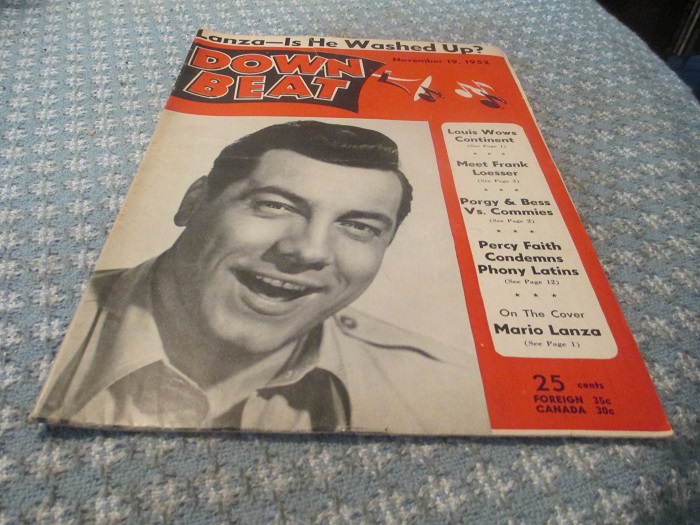 Lanza—Is He Washed Up?
DOWN
BEAT
November 19, 1952
Louis Wows
Continent
(See Page 1)
* * *
Meet Frank
Loesser
(See Page 2)
* * *
Porgy & Bess
Vs. Commies
(See Page 2)
* * *
Percy Faith
Condemns
Phony Latins
(See Page 12)
* * *
On The Cover
Mario Lanza
(See Page 1)
25 cents
FOREIGN 35c
CANADA 30c